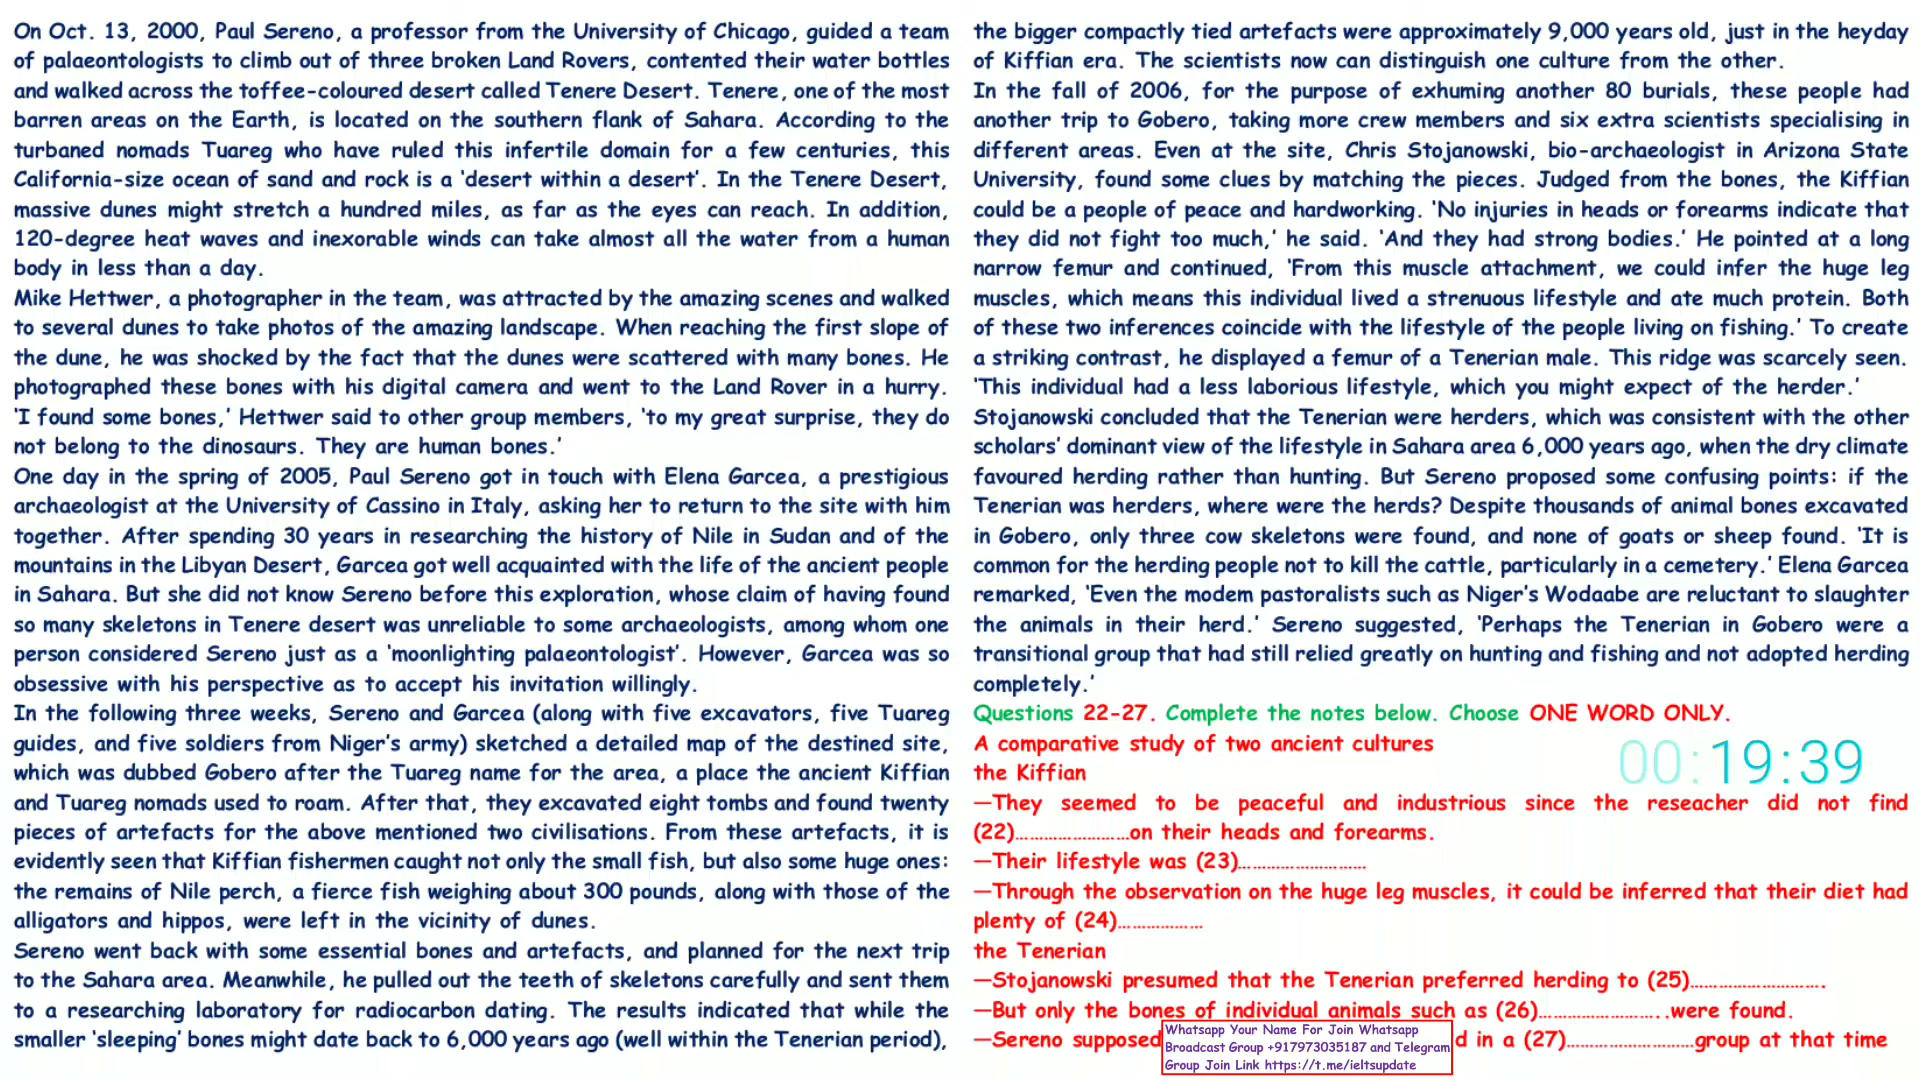 On Oct. 13, 2000, Paul Sereno, a professor from the University of Chicago, guided a team
of palaeontologists to climb out of three broken Land Rovers, contented their water bottles
and walked across the toffee-coloured desert called Tenere Desert. Tenere, one of the most
barren areas on the Earth, is located on the southern flank of Sahara. According to the
turbaned nomads Tuareg who have ruled this infertile domain for a few centuries, this
California-size ocean of sand and rock is a 'desert within a desert'. In the Tenere Desert,
massive dunes might stretch a hundred miles, as far as the eyes can reach. In addition,
120-degree heat waves and inexorable winds can take almost all the water from a human
body in less than a day.
Mike Hettwer, a photographer in the team, was attracted by the amazing scenes and walked
to several dunes to take photos of the amazing landscape. When reaching the first slope of
the dune, he was shocked by the fact that the dunes were scattered with many bones. He
photographed these bones with his digital camera and went to the Land Rover in a hurry.
'I found some bones,' Hettwer said to other group members, 'to my great surprise, they do
not belong to the dinosaurs. They are human bones.'
One day in the spring of 2005, Paul Sereno got in touch with Elena Garcea, a prestigious
archaeologist at the University of Cassino in Italy, asking her to return to the site with him
together. After spending 30 years in researching the history of Nile in Sudan and of the
mountains in the Libyan Desert, Garcea got well acquainted with the life of the ancient people
in Sahara. But she did not know Sereno before this exploration, whose claim of having found
so many skeletons in Tenere desert was unreliable to some archaeologists, among whom one
person considered Sereno just as a 'moonlighting palaeontologist'. However, Garcea was so
obsessive with his perspective as to accept his invitation willingly.
In the following three weeks, Sereno and Garcea (along with five excavators, five Tuareg
guides, and five soldiers from Niger's army) sketched a detailed map of the destined site,
which was dubbed Gobero after the Tuareg name for the area, a place the ancient Kiffian
and Tuareg nomads used to roam. After that, they excavated eight tombs and found twenty
pieces of artefacts for the above mentioned two civilisations. From these artefacts, it is
evidently seen that Kiffian fishermen caught not only the small fish, but also some huge ones:
the remains of Nile perch, a fierce fish weighing about 300 pounds, along with those of the
alligators and hippos, were left in the vicinity of dunes.
Sereno went back with some essential bones and artefacts, and planned for the next trip
to the Sahara area. Meanwhile, he pulled out the teeth of skeletons carefully and sent them
to a researching laboratory for radiocarbon dating. The results indicated that while the
smaller 'sleeping' bones might date back to 6,000 years ago (well within the Tenerian period),
the bigger compactly tied artefacts were approximately 9,000 years old, just in the heyday
of Kiffian era. The scientists now can distinguish one culture from the other.
In the fall of 2006, for the purpose of exhuming another 80 burials, these people had
another trip to Gobero, taking more crew members and six extra scientists specialising in
different areas. Even at the site, Chris Stojanowski, bio-archaeologist in Arizona State
University, found some clues by matching the pieces. Judged from the bones, the Kiffian
could be a people of peace and hardworking. 'No injuries in heads or forearms indicate that
they did not fight too much,' he said. 'And they had strong bodies.' He pointed at a long
narrow femur and continued, 'From this muscle attachment, we could infer the huge leg
muscles, which means this individual lived a strenuous lifestyle and ate much protein. Both
of these two inferences coincide with the lifestyle of the people living on fishing.' To create
a striking contrast, he displayed a femur of a Tenerian male. This ridge was scarcely seen.
'This individual had a less laborious lifestyle, which you might expect of the herder.'
Stojanowski concluded that the Tenerian were herders, which was consistent with the other
scholars' dominant view of the lifestyle in Sahara area 6,000 years ago, when the dry climate
favoured herding rather than hunting. But Sereno proposed some confusing points: if the
Tenerian was herders, where were the herds? Despite thousands of animal bones excavated
in Gobero, only three cow skeletons were found, and none of goats or sheep found. 'It is
common for the herding people not to kill the cattle, particularly in a cemetery.' Elena Garcea
remarked, 'Even the modem pastoralists such as Niger's Wodaabe are reluctant to slaughter
the animals in their herd.' Sereno suggested, 'Perhaps the Tenerian in Gobero were a
transitional group that had still relied greatly on hunting and fishing and not adopted herding
completely.'
Questions 22-27. Complete the notes below. Choose ONE WORD ONLY.
A comparative study of two ancient cultures
the Kiffian
00:19:39
—They seemed to be peaceful and industrious since the reseacher did not find
(22)........................on their heads and forearms.
—Their lifestyle was (23)...........................
—Through the observation on the huge leg muscles, it could be inferred that their diet had
plenty of (24)..................
the Tenerian
—Stojanowski presumed that the Tenerian preferred herding to (25)............................
—But only the bones of individual animals such as (26).........................were found.
—Sereno supposed d in a (27)...........................group at that time
Whatsapp Your Name For Join Whatsapp
Broadcast Group +917973035187 and Telegram
Group Join Link https://t.me/ieltsupdate